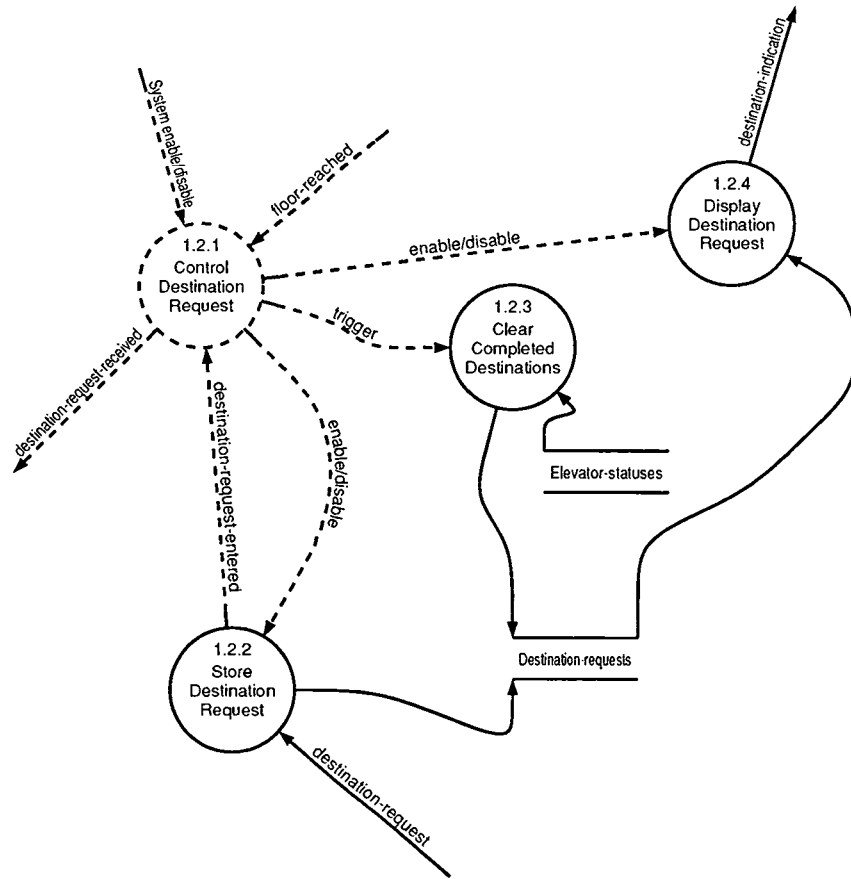 destination-indication
System enable/disable
floor-reached
1.2.4
Display
Destination
Request
1.2.1
Control
Destination
Request
enable/disable
trigger
1.2.3
Clear
Completed
Destinations
destination-request-received
destination-request-entered
enable/disable
Elevator-statuses
Destination-requests
1.2.2
Store
Destination
Request
destination-request